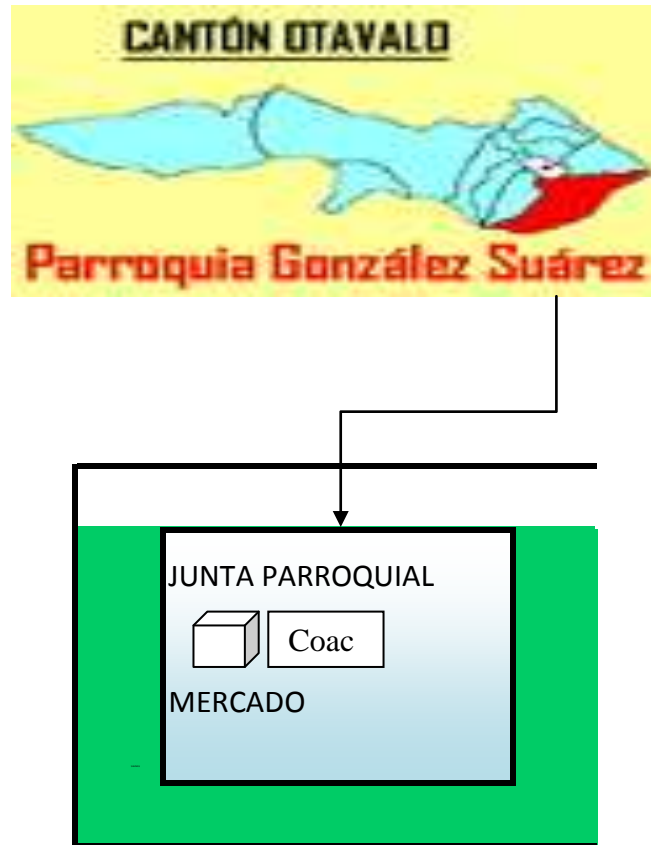 CANTÓN OTAVALO
Parroquia González Suárez
JUNTA PARROQUIAL
Coac
MERCADO